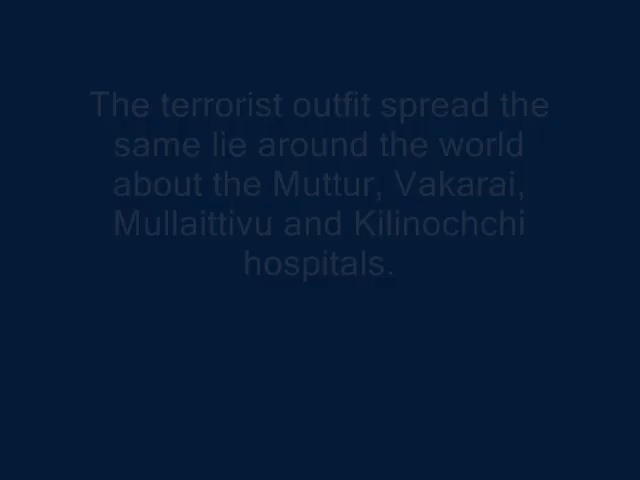 The terrorist outfit spread the
same lie around the world
about the Muttur, Vakarai,
Mullaittivu and Kilinochchi
hospitals.